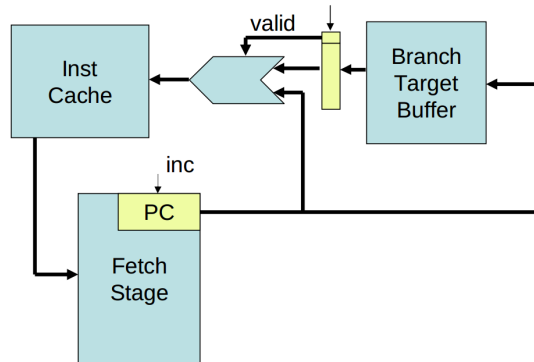 valid
Inst
Cache
Branch
Target
Buffer
inc
PC
Fetch
Stage